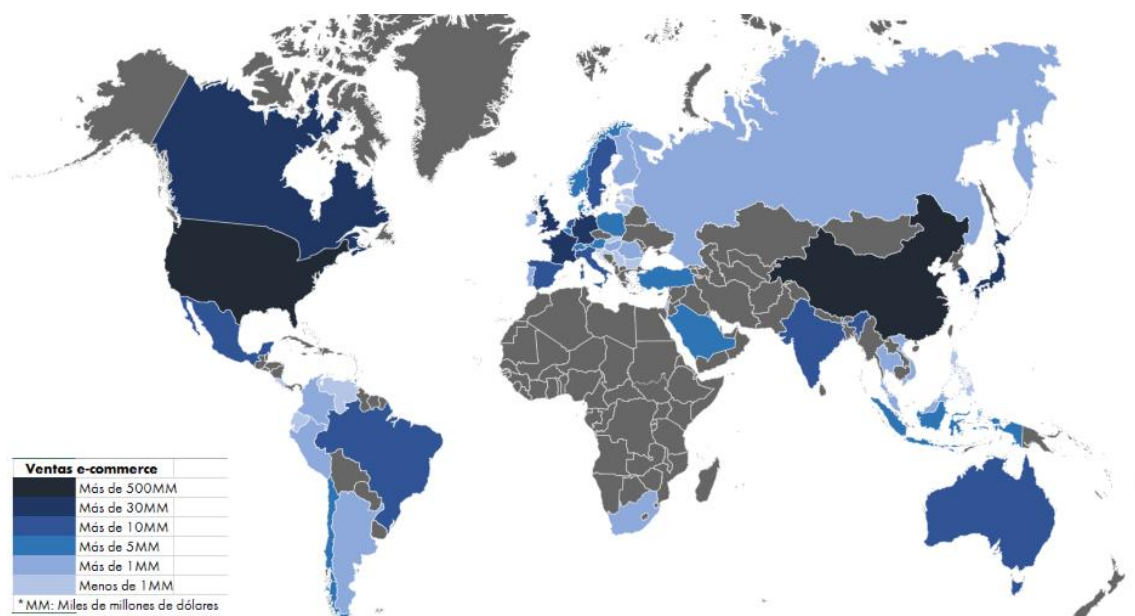 Ventas e-commerce
Más de 500MM
Más de 30MM
Más de 10MM
Más de 5MM
Más de 1MM
Menos de 1MM
* MM: Miles de millones de dólares